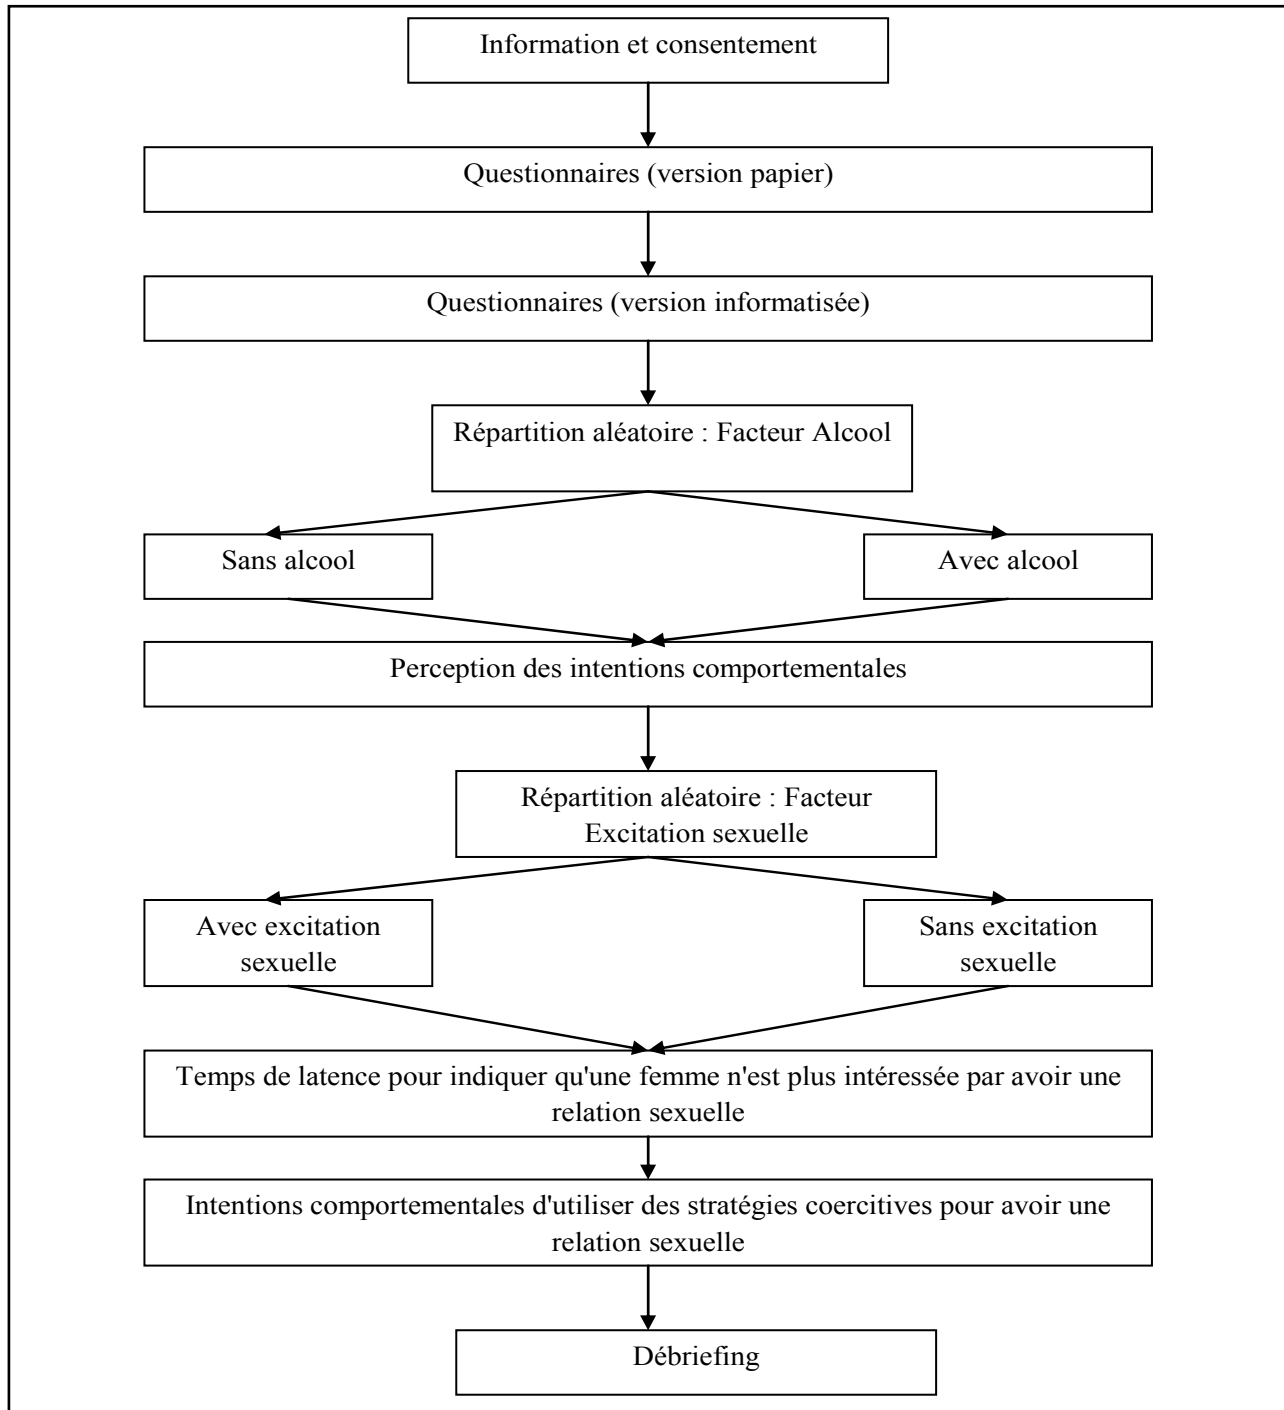 Information et consentement
Questionnaires (version papier)
Questionnaires (version informatisée)
Répartition aléatoire : Facteur Alcool
Sans alcool
Avec alcool
Perception des intentions comportementales
Répartition aléatoire : Facteur
Excitation sexuelle
Avec excitation
sexuelle
Sans excitation
sexuelle
Temps de latence pour indiquer qu'une femme n'est plus intéressée par avoir une
relation sexuelle
Intentions comportementales d'utiliser des stratégies coercitives pour avoir une
relation sexuelle
Débriefing